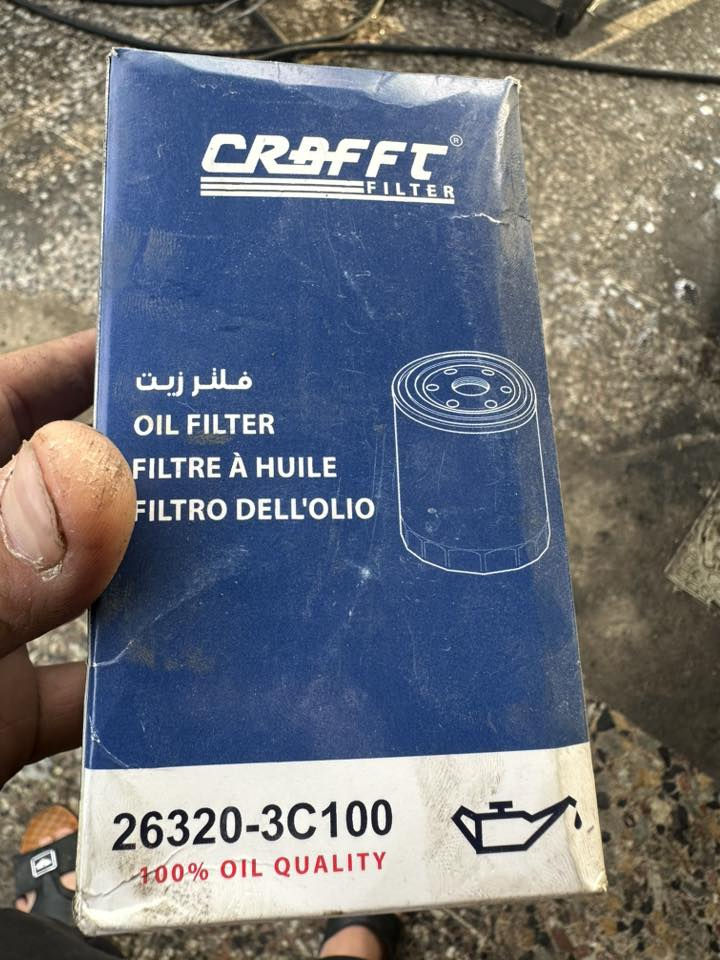 CRAFFT®
FILTER
فلتر زيت
OIL FILTER
FILTRE À HUILE
FILTRO DELL'OLIO
26320-3C100
100% OIL QUALITY